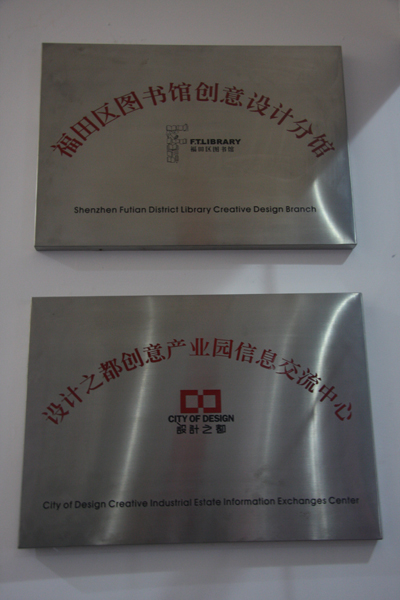 福田区图书馆创意设计分馆
F.T.LIBRARY
福田区图书馆
Shenzhen Futian District Library Creative Design Branch
设计之都创意产业园信息交流中心
CITY OF DESIGN
設計之都
City of Design Creative Industrial Estate Information Exchanges Center